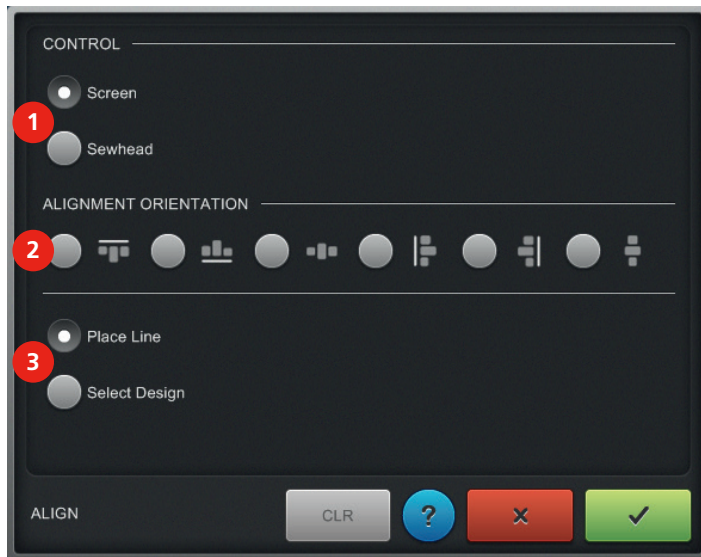 CONTROL
Screen
1
Sewhead
ALIGNMENT ORIENTATION
2
Place Line
3
Select Design
ALIGN
CLR
?